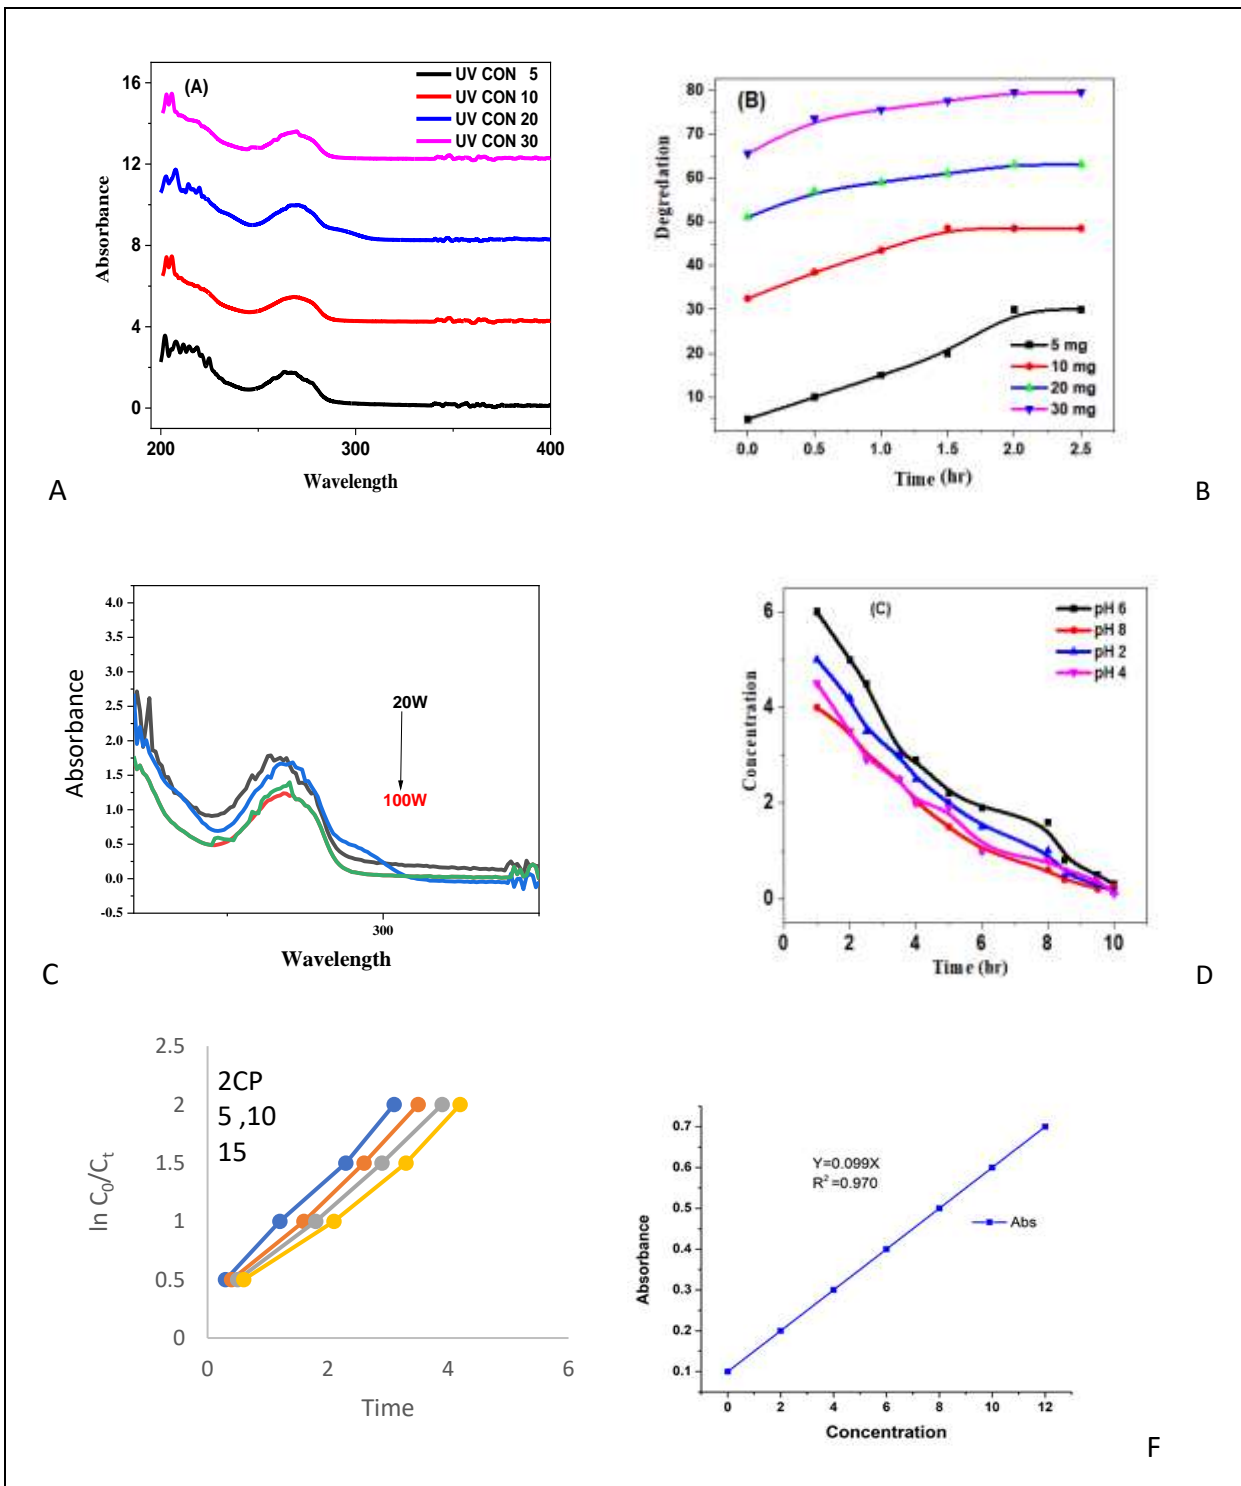 (A)
UV CON 5
UV CON 10
UV CON 20
UV CON 30
16
12
8
4
0
Absorbance
200
300
400
Wavelength
A
(B)
80
70
60
50
40
30
20
10
Degredation
5 mg
10 mg
20 mg
30 mg
0.0
0.5
1.0
1.5
2.0
2.5
Time (hr)
B
4.0
3.5
3.0
2.5
2.0
1.5
1.0
0.5
0.0
-0.5
Absorbance
20W
100W
300
Wavelength
C
(C)
pH 6
pH 8
pH 2
pH 4
6
4
2
0
Concentration
0
2
4
6
8
10
Time (hr)
D
2.5
2
1.5
1
0.5
0
ln C0/Ct
2CP
5 ,10
15
0
2
4
6
Time
0.7
0.6
0.5
0.4
0.3
0.2
0.1
Absorbance
Y=0.099X
R2=0.970
Abs
0
2
4
6
8
10
12
Concentration
F